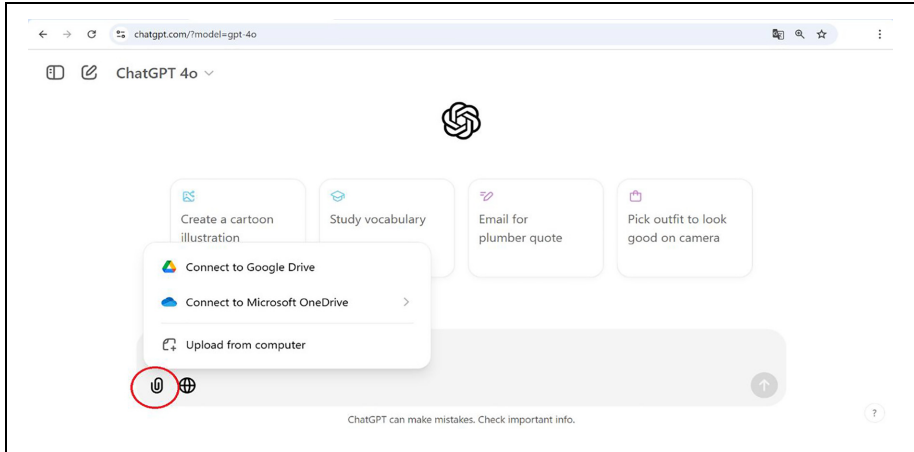 chatgpt.com/?model=gpt-4o
ChatGPT 4o
Create a cartoon
illustration
Study vocabulary
Email for
plumber quote
Pick outfit to look
good on camera
Connect to Google Drive
Connect to Microsoft OneDrive
Upload from computer
ChatGPT can make mistakes. Check important info.
?